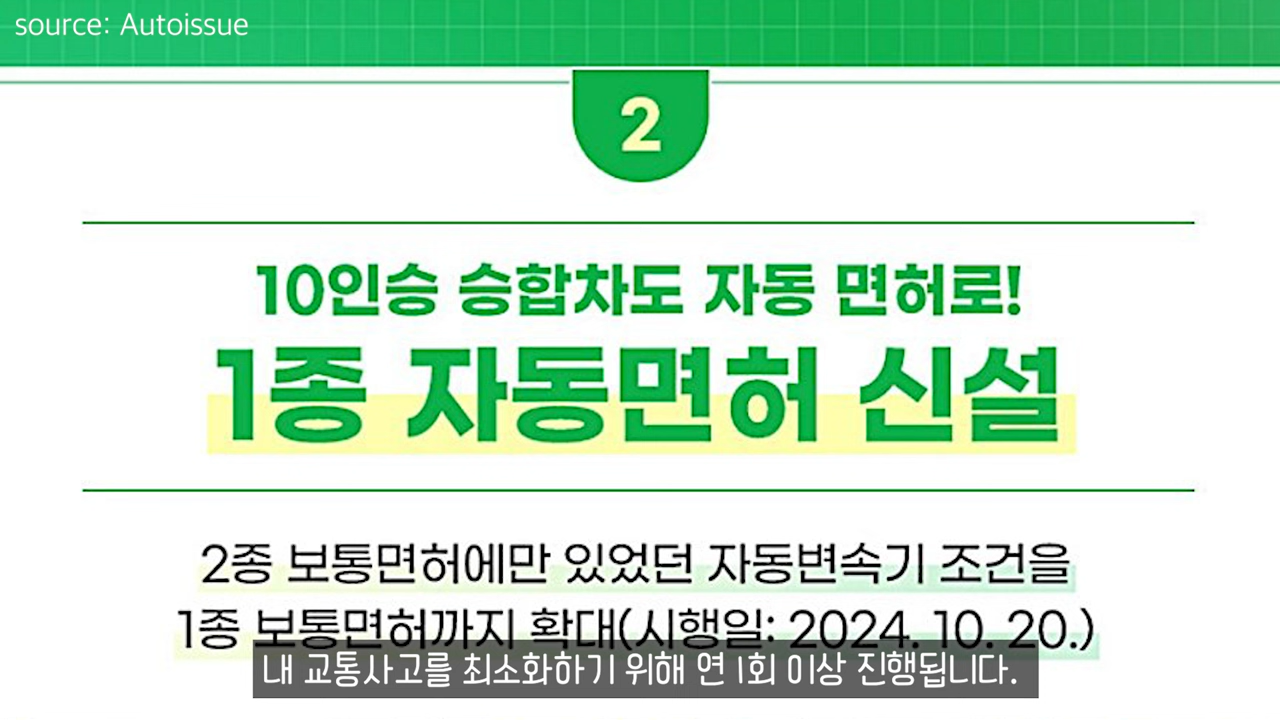 source: Autoissue
2
10인승 승합차도 자동 면허로!
1종 자동면허 신설
2종 보통면허에만 있었던 자동변속기 조건을
1종 보통면허까지 확대(시행일: 2024. 10. 20.)
내 교통사고를 최소화하기 위해 연 1회 이상 진행됩니다.